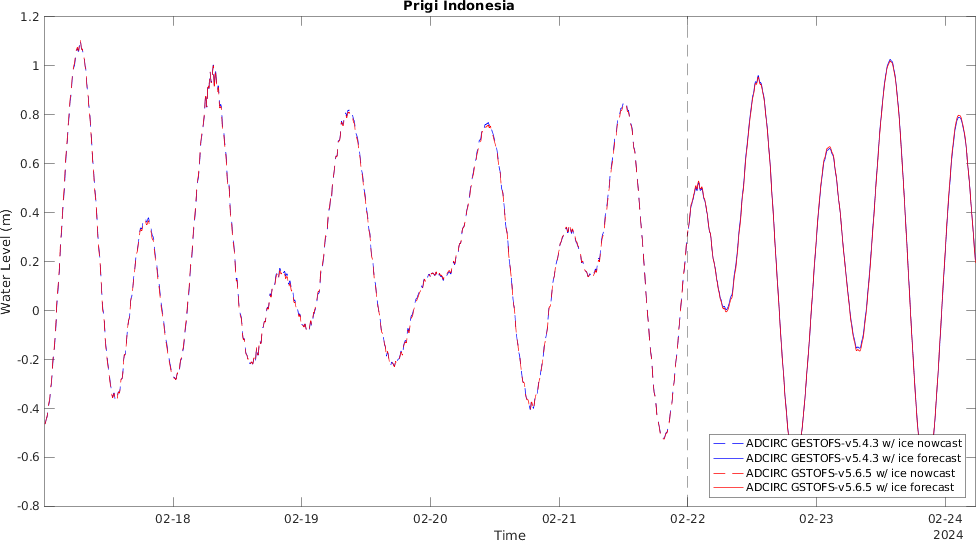 Prigi Indonesia
1.2
1
0.8
0.6
0.4
0.2
0
-0.2
-0.4
-0.6
-0.8
Water Level (m)
ADCIRC GESTOFS-v5.4.3 w/ ice nowcast
ADCIRC GESTOFS-v5.4.3 w/ ice forecast
ADCIRC GSTOFS-v5.6.5 w/ ice nowcast
ADCIRC GSTOFS-v5.6.5 w/ ice forecast
02-18 02-19 02-20 02-21 02-22 02-23 02-24
Time
2024